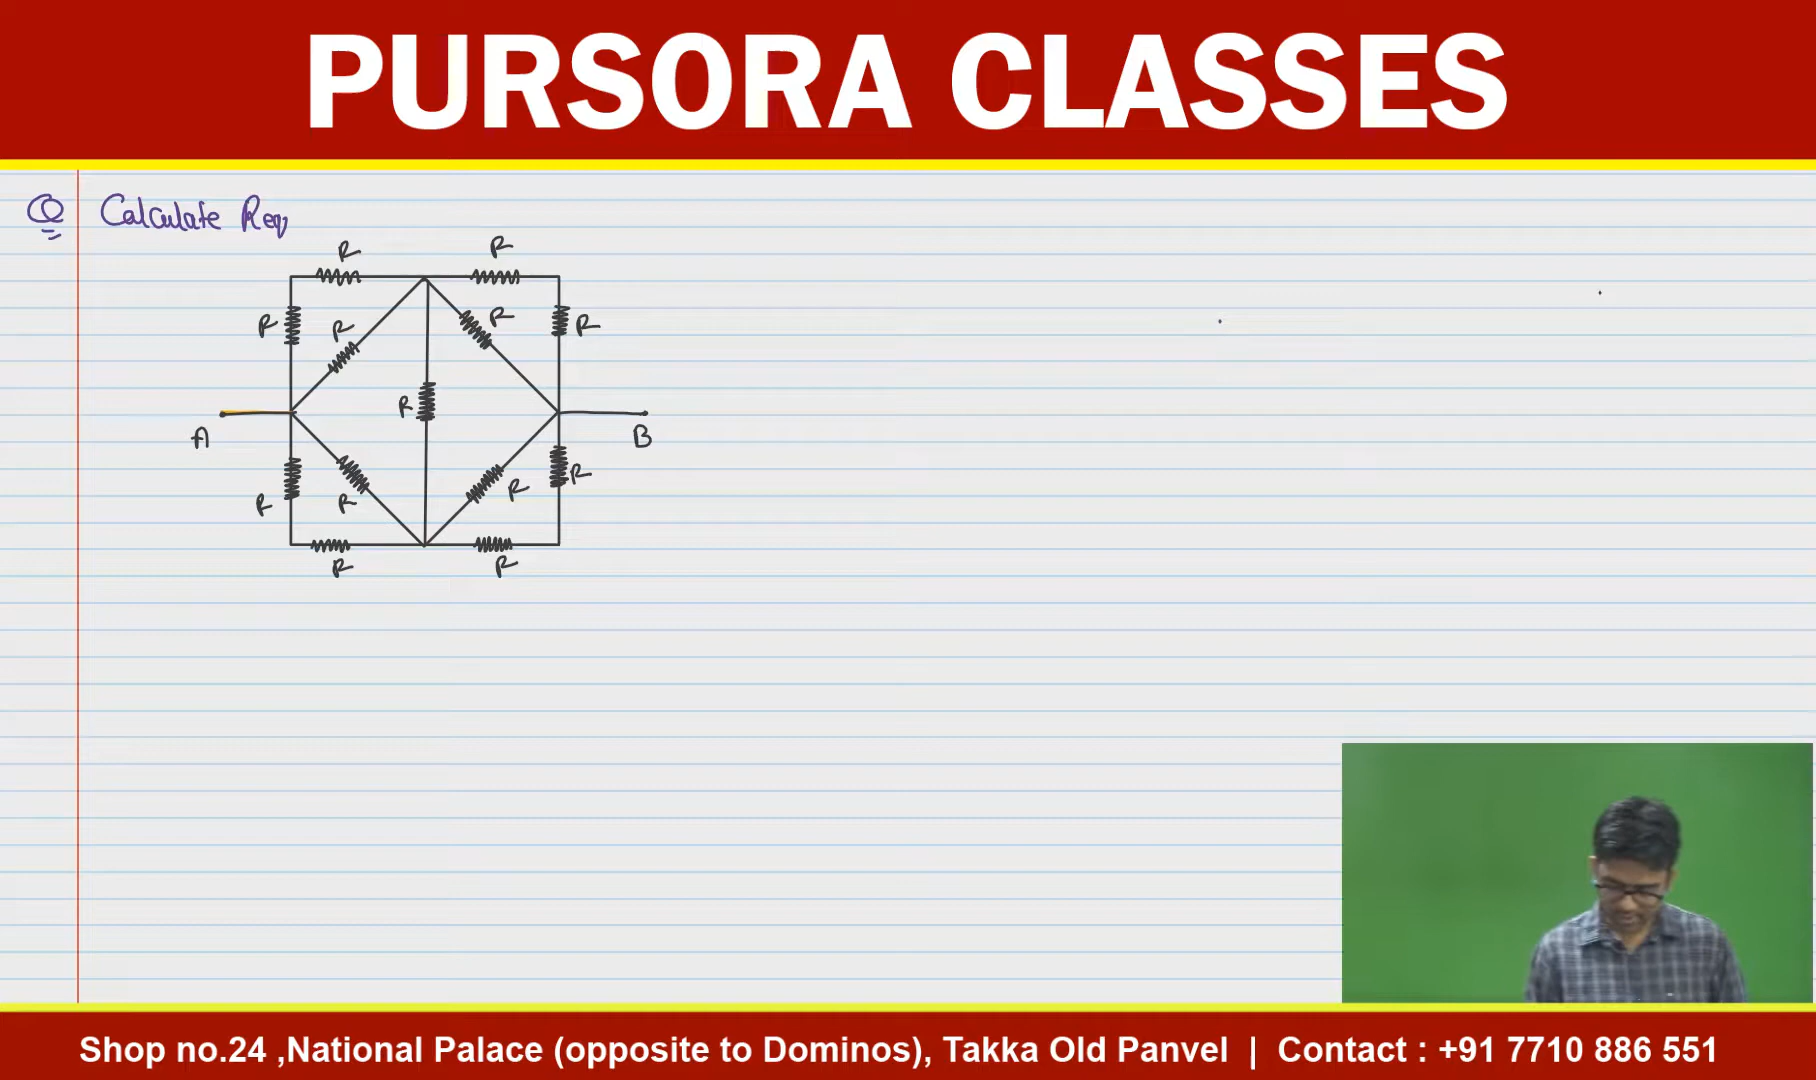 PURSORA CLASSES
Q Calculate Req
R R
R R R R
R
A B
R R R R
R R
Shop no.24 ,National Palace (opposite to Dominos), Takka Old Panvel | Contact : +91 7710 886 551